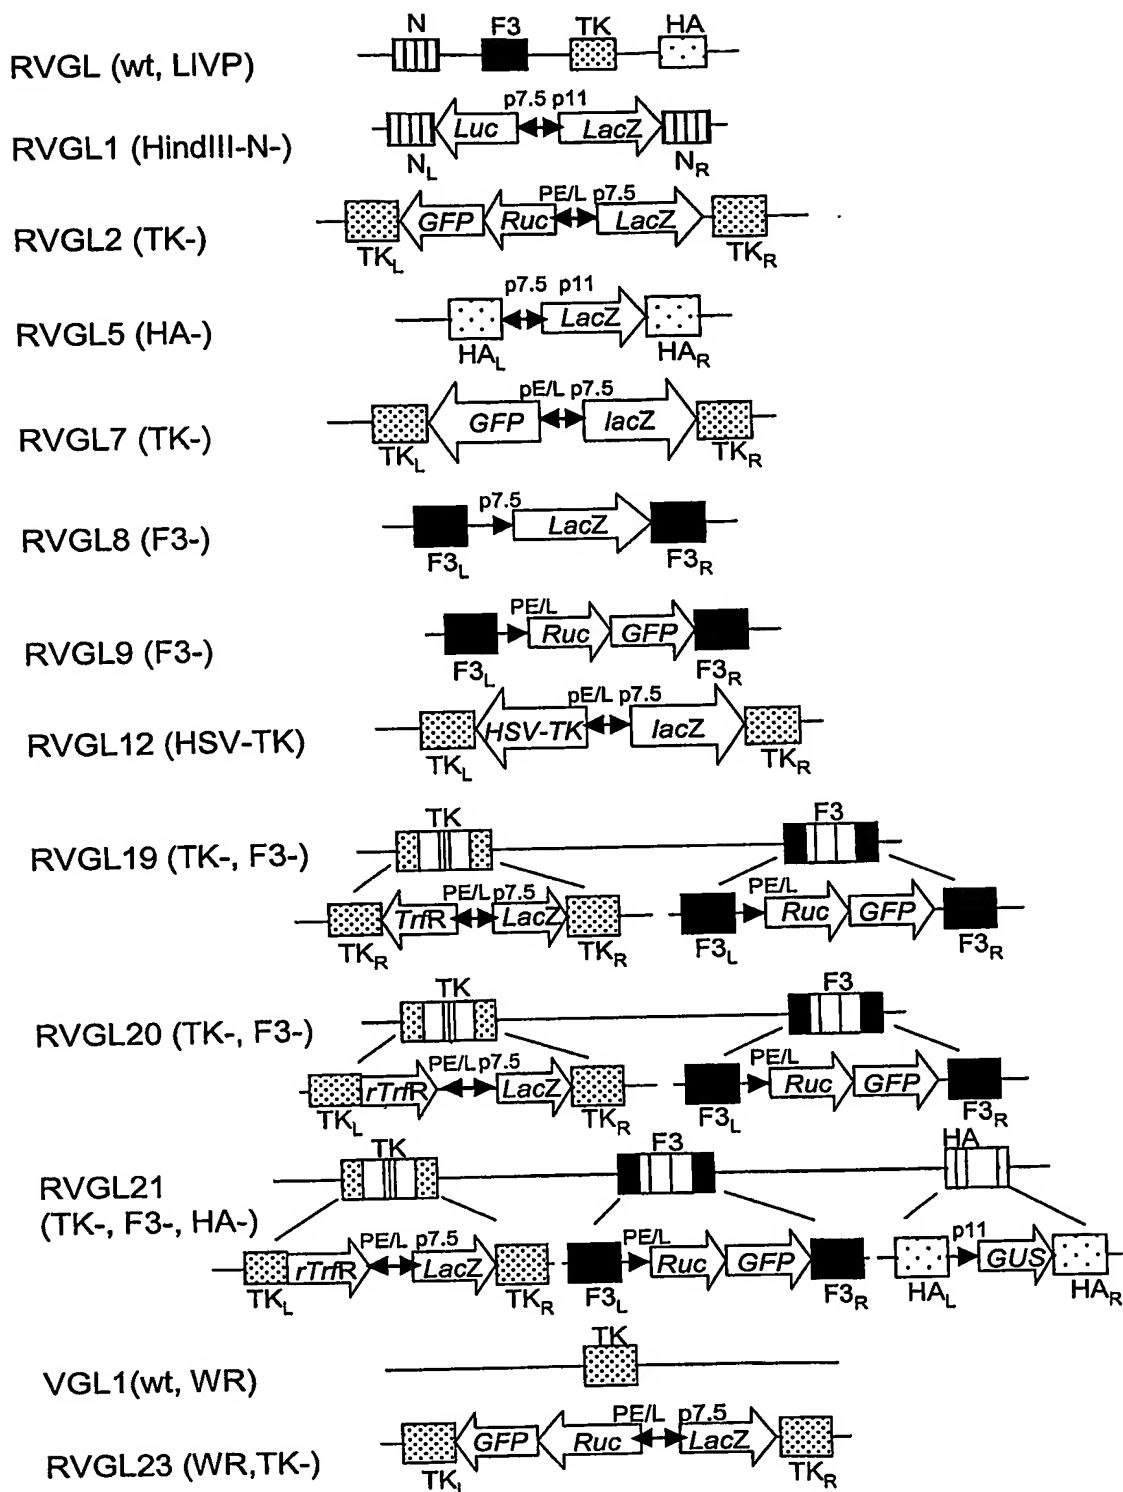 N F3 TK HA
RVGL (wt, LIVP)
p7.5 p11
RVGL1 (HindIII-N-) Luc LacZ
NL NR
PE/L p7.5
RVGL2 (TK-) GFP Ruc LacZ
TKL TKR
p7.5 p11
RVGL5 (HA-) LacZ
HAL HAR
pE/L p7.5
RVGL7 (TK-) GFP lacZ
TKL TKR
p7.5
RVGL8 (F3-) LacZ
F3L F3R
PE/L
RVGL9 (F3-) Ruc GFP
F3L F3R
pE/L p7.5
RVGL12 (HSV-TK) HSV-TK lacZ
TKL TKR
TK F3
RVGL19 (TK-, F3-)
PE/L p7.5 PE/L
TrfR LacZ Ruc GFP
TKR TKR F3L F3R
TK F3
RVGL20 (TK-, F3-)
PE/L p7.5 PE/L
rTrfR LacZ Ruc GFP
TKL TKR F3L F3R
TK F3 HA
RVGL21
(TK-, F3-, HA-)
PE/L p7.5 PE/L p11
rTrfR LacZ Ruc GFP GUS
TKL TKR F3L F3R HAL HAR
TK
VGL1(wt, WR)
PE/L p7.5
RVGL23 (WR,TK-) GFP Ruc LacZ
TKL TKR